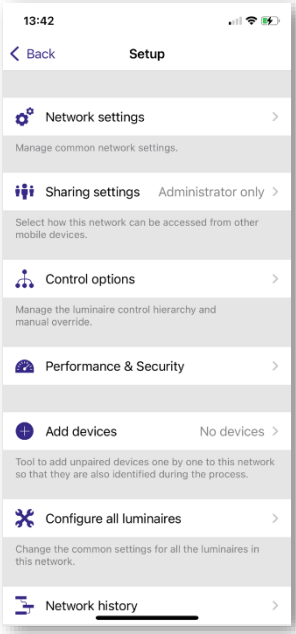 13:42
Back
Setup
Network settings
Manage common network settings.
Sharing settings Administrator only
Select how this network can be accessed from other
mobile devices.
Control options
Manage the luminaire control hierarchy and
manual override.
Performance & Security
Add devices No devices
Tool to add unpaired devices one by one to this network
so that they are also identified during the process.
Configure all luminaires
Change the common settings for all the luminaires in
this network.
Network history